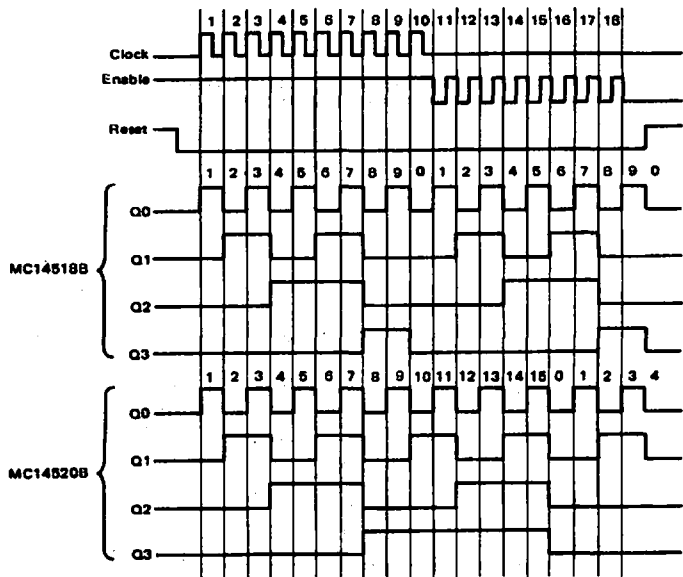 1 2 3 4 5 6 7 8 9 10 11 12 13 14 15 16 17 18
Clock
Enable
Reset
1 2 3 4 5 6 7 8 9 0 1 2 3 4 5 6 7 8 9 0
Q0
Q1
MC14518B
Q2
Q3
1 2 3 4 5 6 7 8 9 10 11 12 13 14 15 0 1 2 3 4
Q0
Q1
MC14520B
Q2
Q3